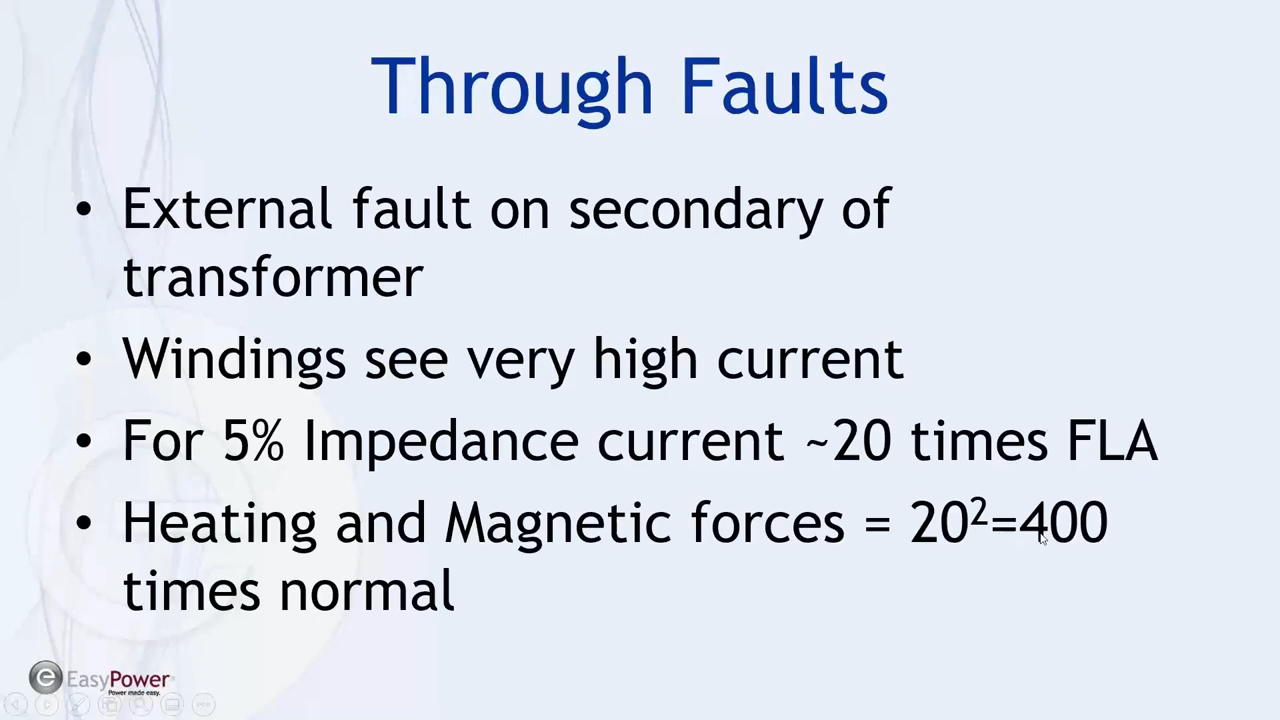 Through Faults
• External fault on secondary of
transformer
• Windings see very high current
• For 5% Impedance current ~20 times FLA
• Heating and Magnetic forces = 20²=400
times normal
e EasyPower
Power made easy.